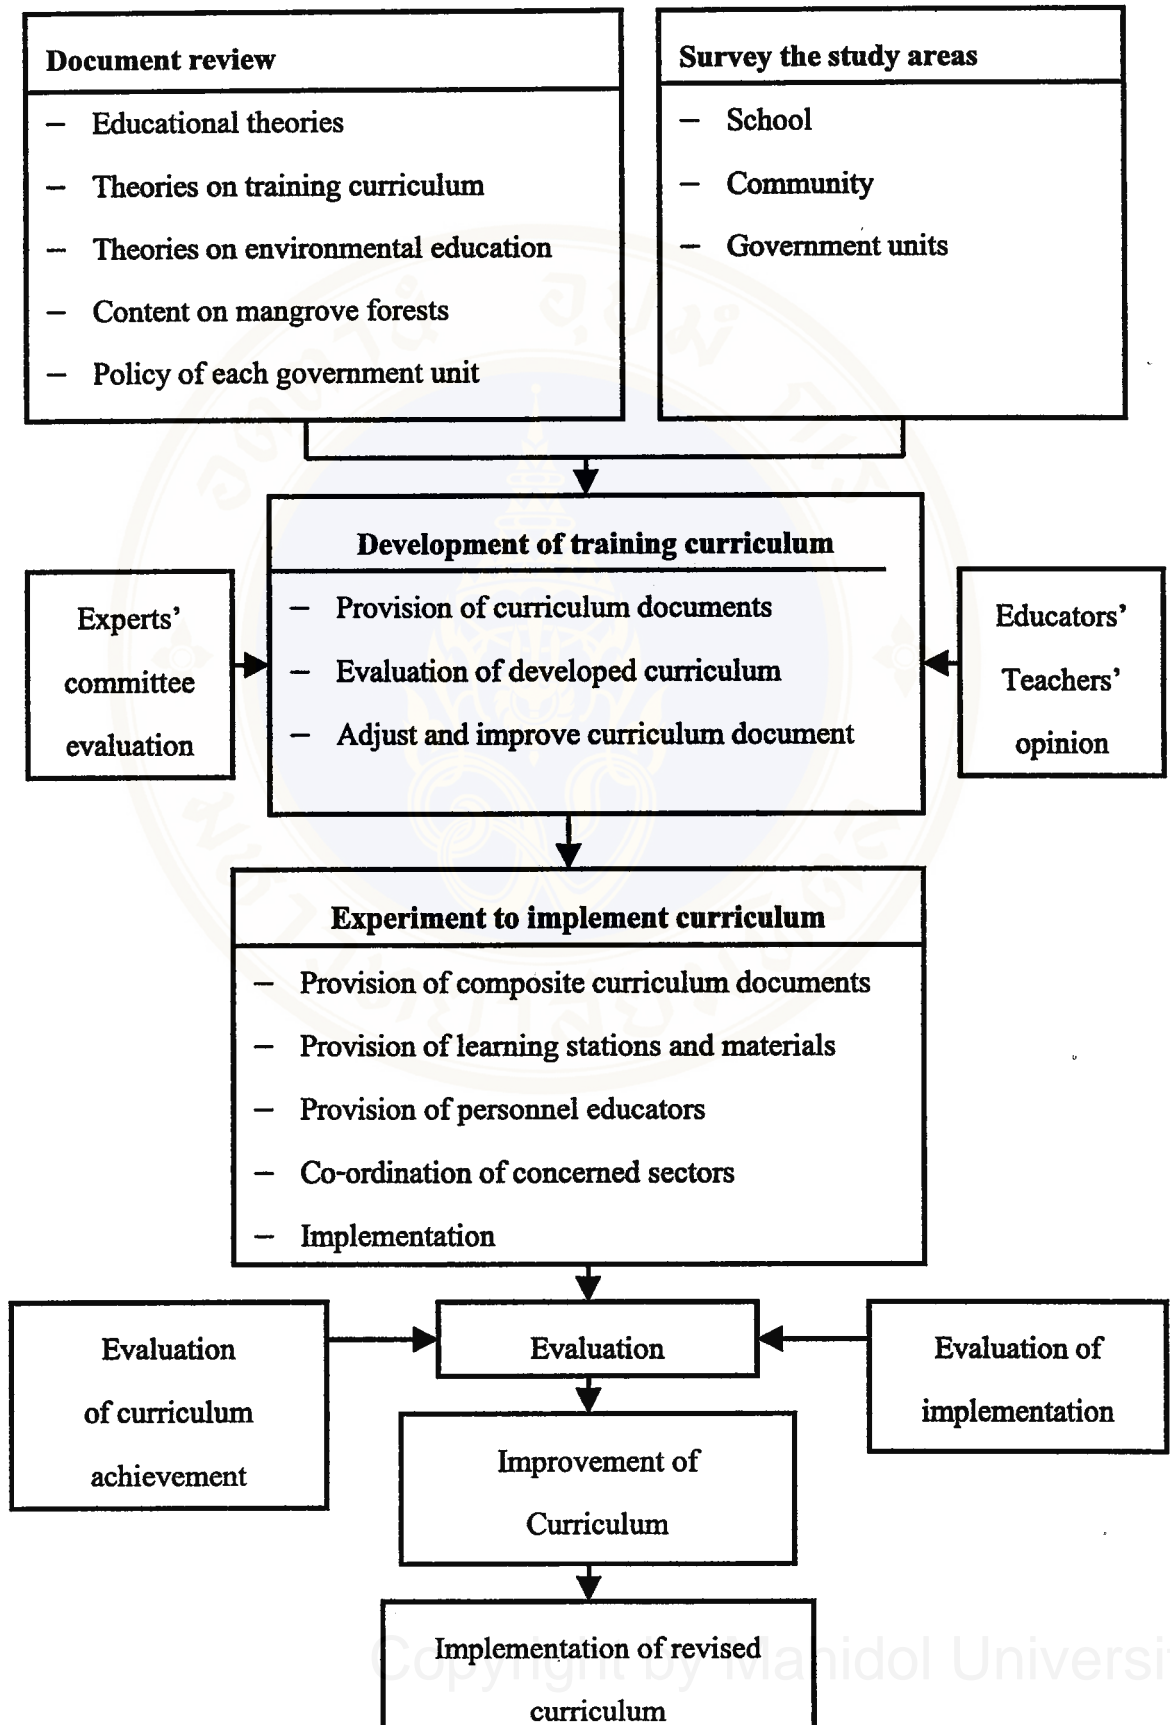 Document review
– Educational theories
– Theories on training curriculum
– Theories on environmental education
– Content on mangrove forests
– Policy of each government unit
Survey the study areas
– School
– Community
– Government units
Development of training curriculum
– Provision of curriculum documents
– Evaluation of developed curriculum
– Adjust and improve curriculum document
Experts’
committee
evaluation
Educators’
Teachers’
opinion
Experiment to implement curriculum
– Provision of composite curriculum documents
– Provision of learning stations and materials
– Provision of personnel educators
– Co-ordination of concerned sectors
– Implementation
Evaluation
of curriculum
achievement
Evaluation
Evaluation of
implementation
Improvement of
Curriculum
Implementation of revised
curriculum
Copyright by Mahidol Universi